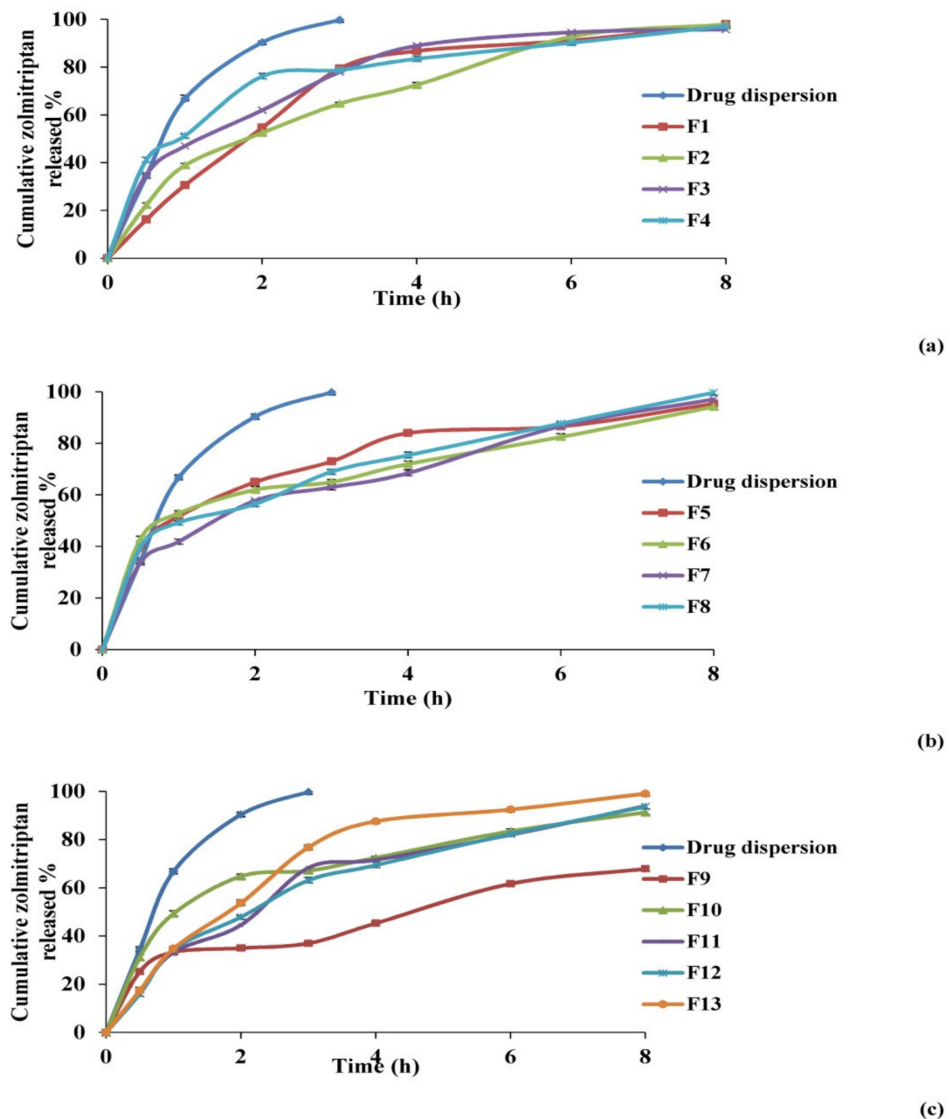 100
80
60
40
20
0
Cumulative zolmitriptan
released %
0 2 4 6 8
Time (h)
Drug dispersion
F1
F2
F3
F4
(a)
100
80
60
40
20
0
Cumulative zolmitriptan
released %
0 2 4 6 8
Time (h)
Drug dispersion
F5
F6
F7
F8
(b)
100
80
60
40
20
0
Cumulative zolmitriptan
released %
0 2 4 6 8
Time (h)
Drug dispersion
F9
F10
F11
F12
F13
(c)